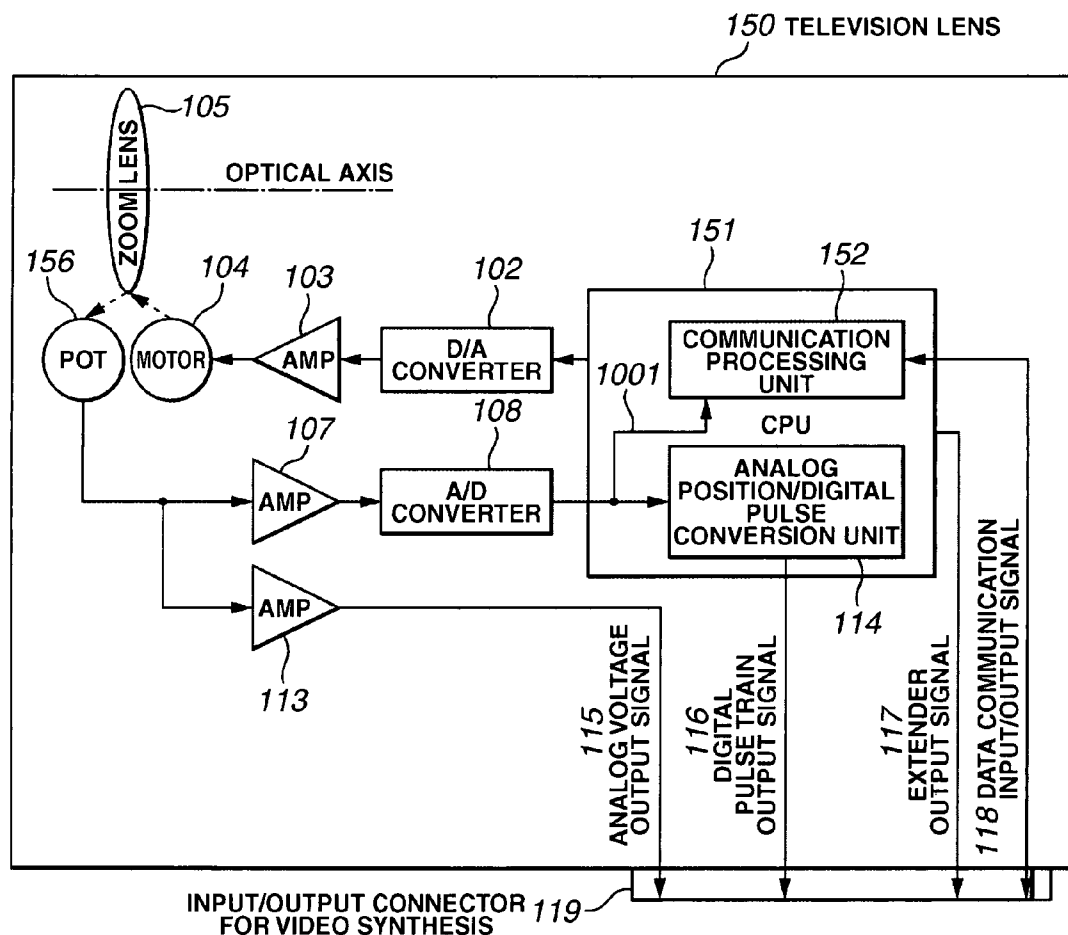 150 TELEVISION LENS
105
ZOOM LENS
OPTICAL AXIS
156
104
103
102
151
152
POT
MOTOR
AMP
D/A
CONVERTER
COMMUNICATION
PROCESSING
UNIT
1001
107
108
CPU
AMP
A/D
CONVERTER
ANALOG
POSITION/DIGITAL
PULSE
CONVERSION UNIT
AMP
113
114
115
ANALOG VOLTAGE
OUTPUT SIGNAL
116
DIGITAL
PULSE TRAIN
OUTPUT SIGNAL
117
EXTENDER
OUTPUT SIGNAL
118 DATA COMMUNICATION
INPUT/OUTPUT SIGNAL
INPUT/OUTPUT CONNECTOR
FOR VIDEO SYNTHESIS
119